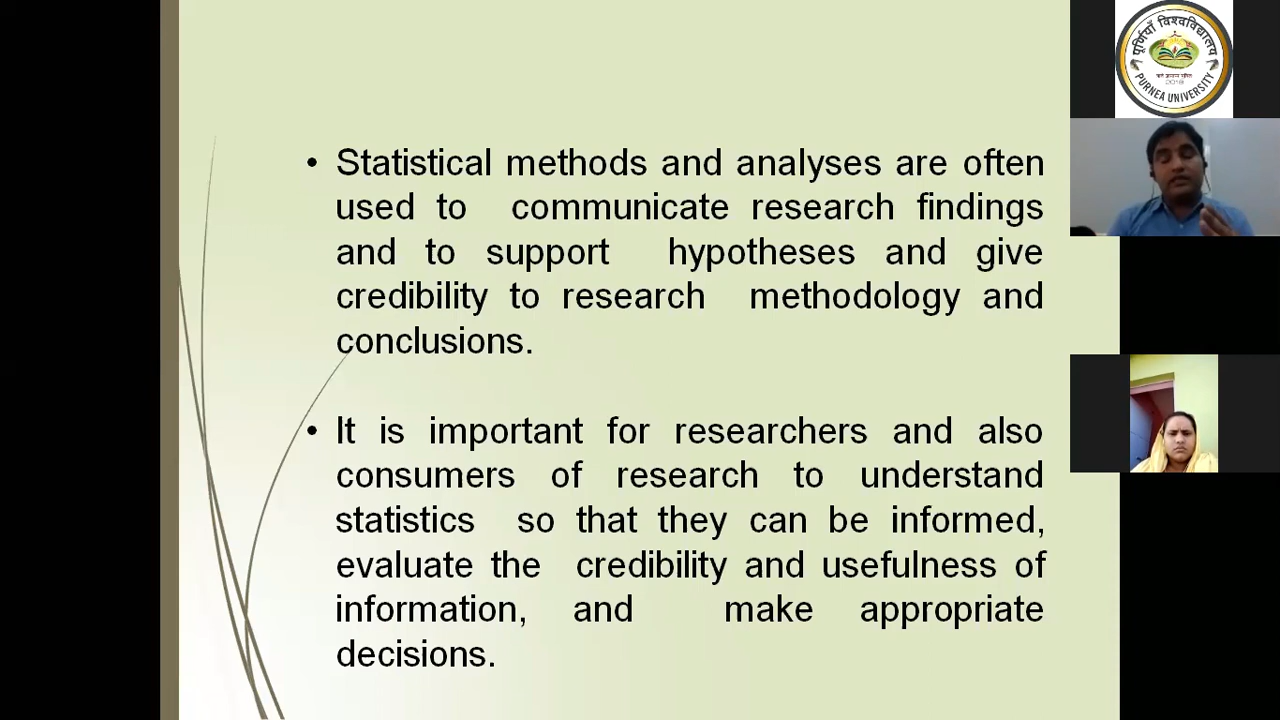 • Statistical methods and analyses are often
used to communicate research findings
and to support hypotheses and give
credibility to research methodology and
conclusions.
• It is important for researchers and also
consumers of research to understand
statistics so that they can be informed,
evaluate the credibility and usefulness of
information, and make appropriate
decisions.
पूर्णियाँ विश्वविद्यालय
PURNEA UNIVERSITY